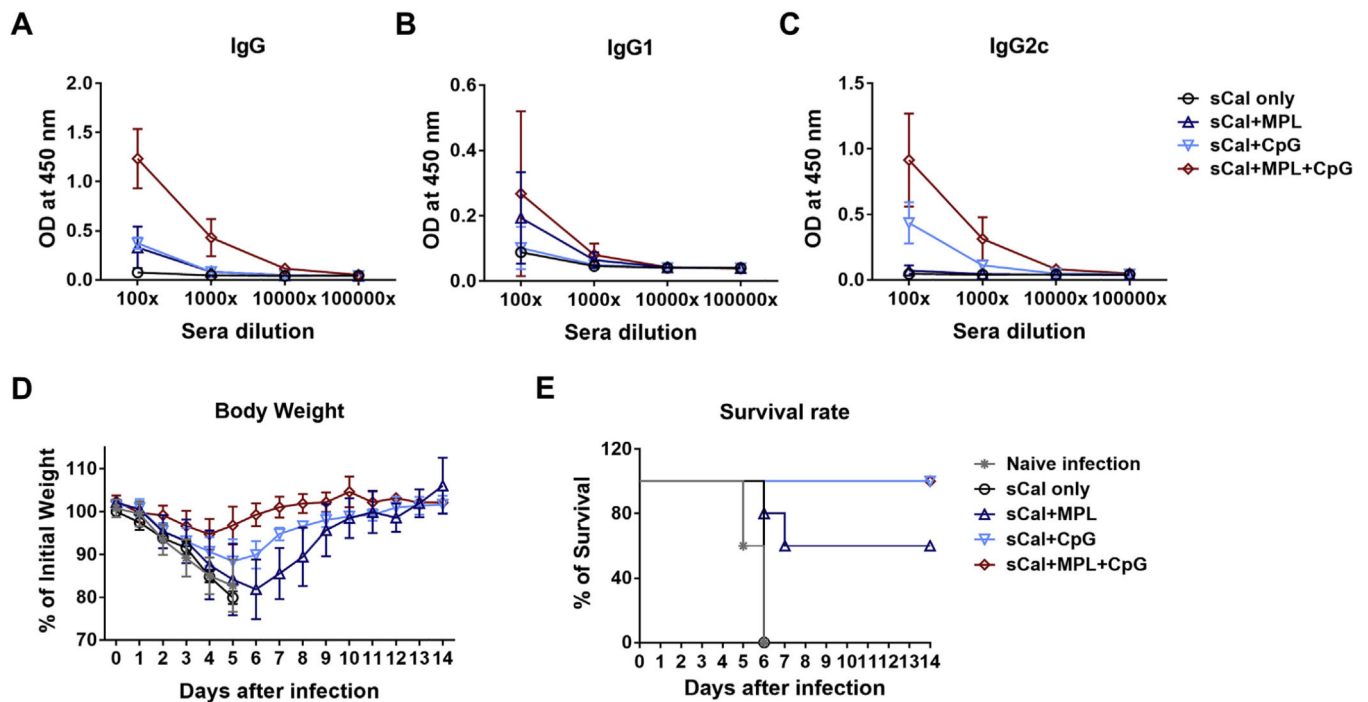 A
IgG
OD at 450 nm
2.0
1.5
1.0
0.5
0.0
100x 1000x 10000x 100000x
Sera dilution
B
IgG1
OD at 450 nm
0.6
0.4
0.2
0.0
100x 1000x 10000x 100000x
Sera dilution
C
IgG2c
OD at 450 nm
1.5
1.0
0.5
0.0
100x 1000x 10000x 100000x
Sera dilution
sCal only
sCal+MPL
sCal+CpG
sCal+MPL+CpG
D
Body Weight
% of Initial Weight
110
100
90
80
70
0 1 2 3 4 5 6 7 8 9 10 11 12 13 14
Days after infection
E
Survival rate
% of Survival
120
80
40
0
0 1 2 3 4 5 6 7 8 9 10 11 12 1314
Days after infection
Naive infection
sCal only
sCal+MPL
sCal+CpG
sCal+MPL+CpG